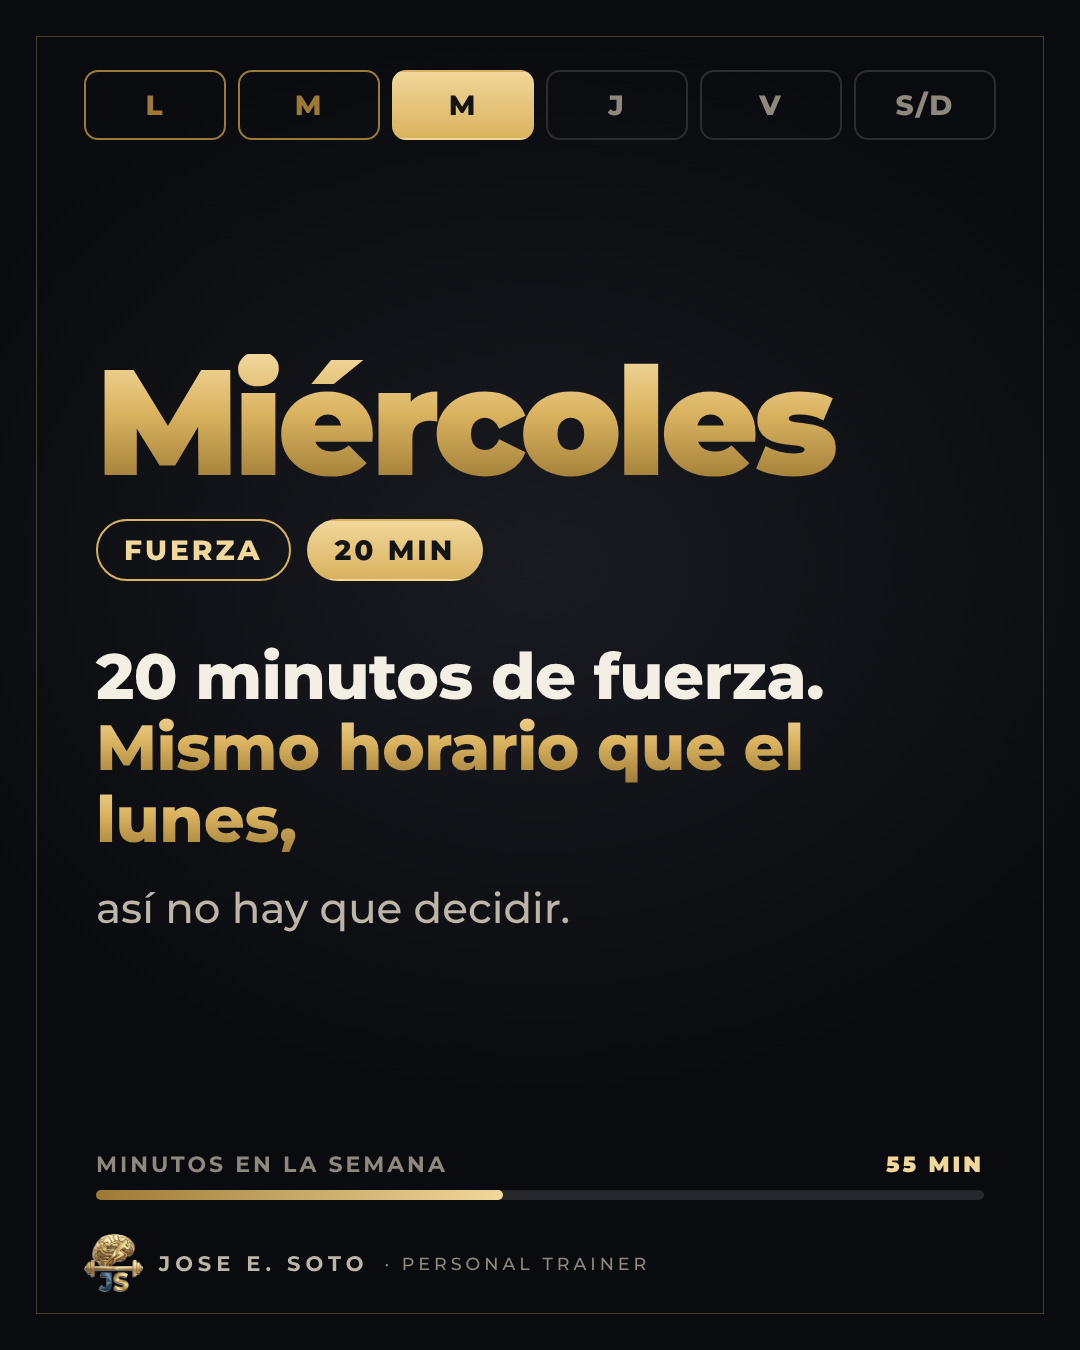 L M M J V S/D
Miércoles
FUERZA 20 MIN
20 minutos de fuerza.
Mismo horario que el
lunes,
así no hay que decidir.
MINUTOS EN LA SEMANA 55 MIN
JS
JOSE E. SOTO · PERSONAL TRAINER